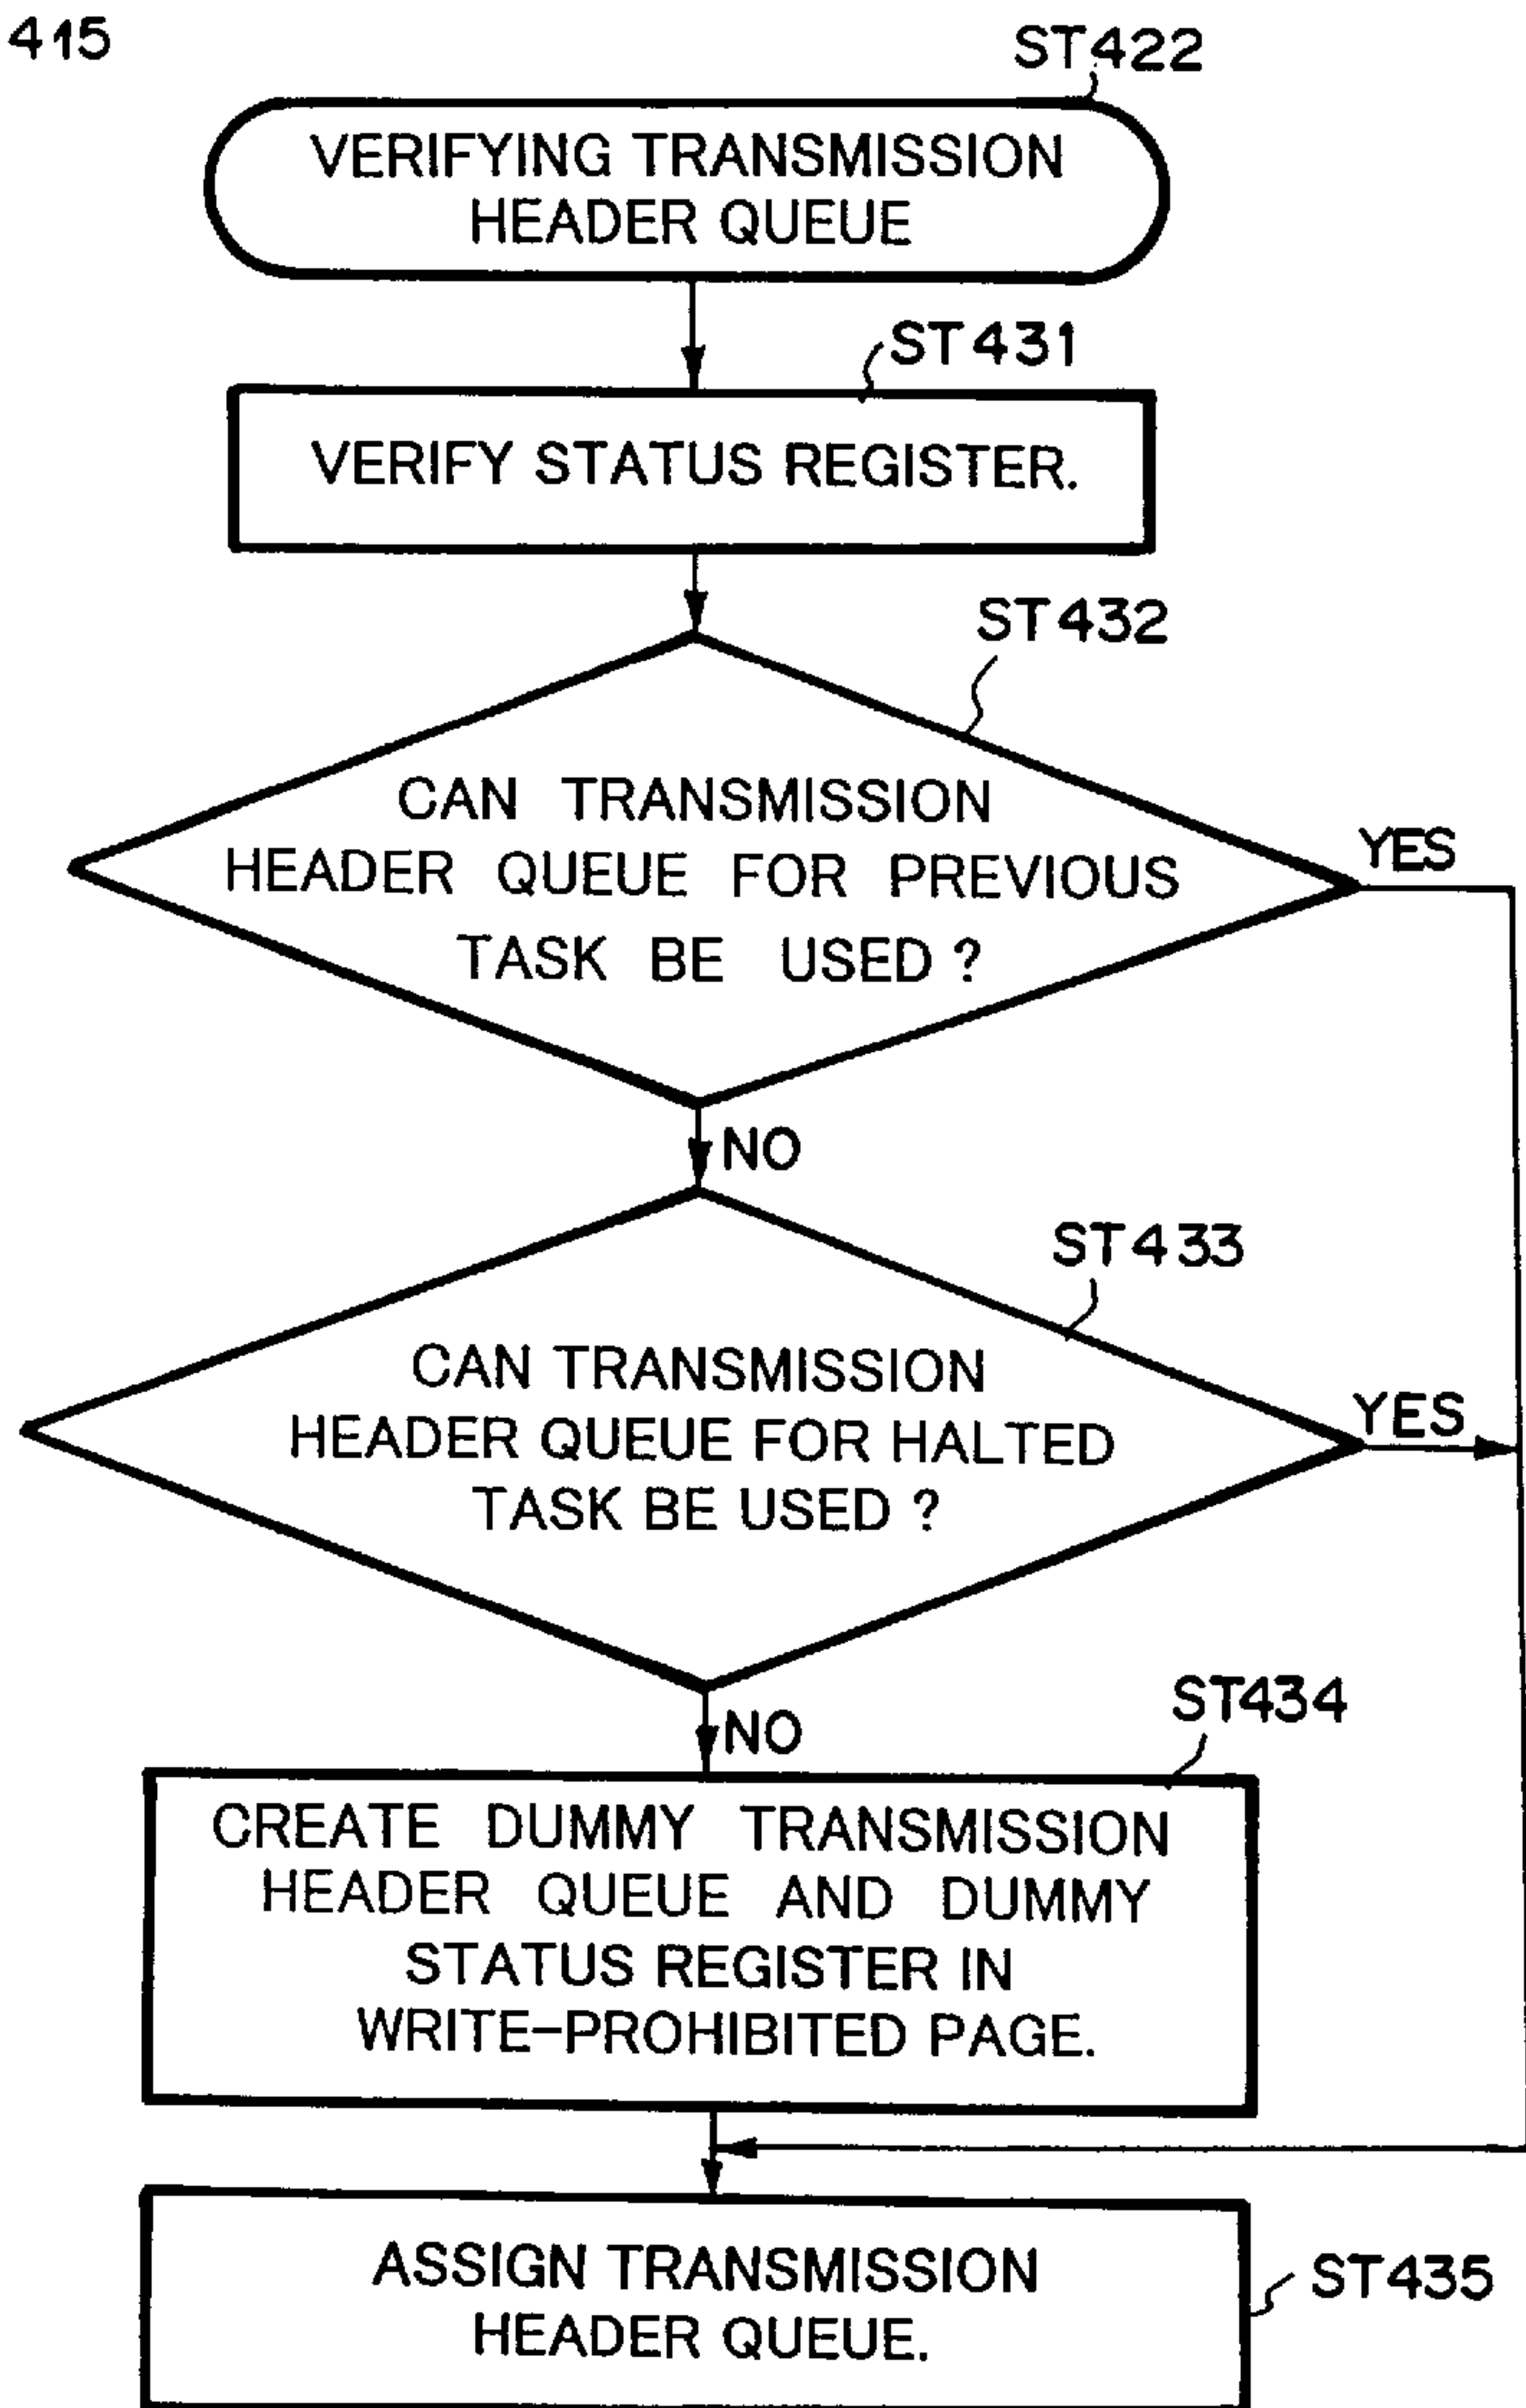 415
ST422
VERIFYING TRANSMISSION
HEADER QUEUE
ST431
VERIFY STATUS REGISTER.
ST432
CAN TRANSMISSION
HEADER QUEUE FOR PREVIOUS
TASK BE USED ?
YES
NO
ST433
CAN TRANSMISSION
HEADER QUEUE FOR HALTED
TASK BE USED ?
YES
NO
ST434
CREATE DUMMY TRANSMISSION
HEADER QUEUE AND DUMMY
STATUS REGISTER IN
WRITE-PROHIBITED PAGE.
ASSIGN TRANSMISSION
HEADER QUEUE.
ST435